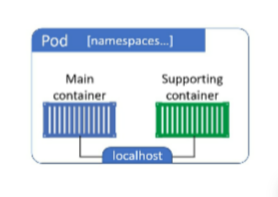 Pod [namespaces...]
Main
container
Supporting
container
localhost